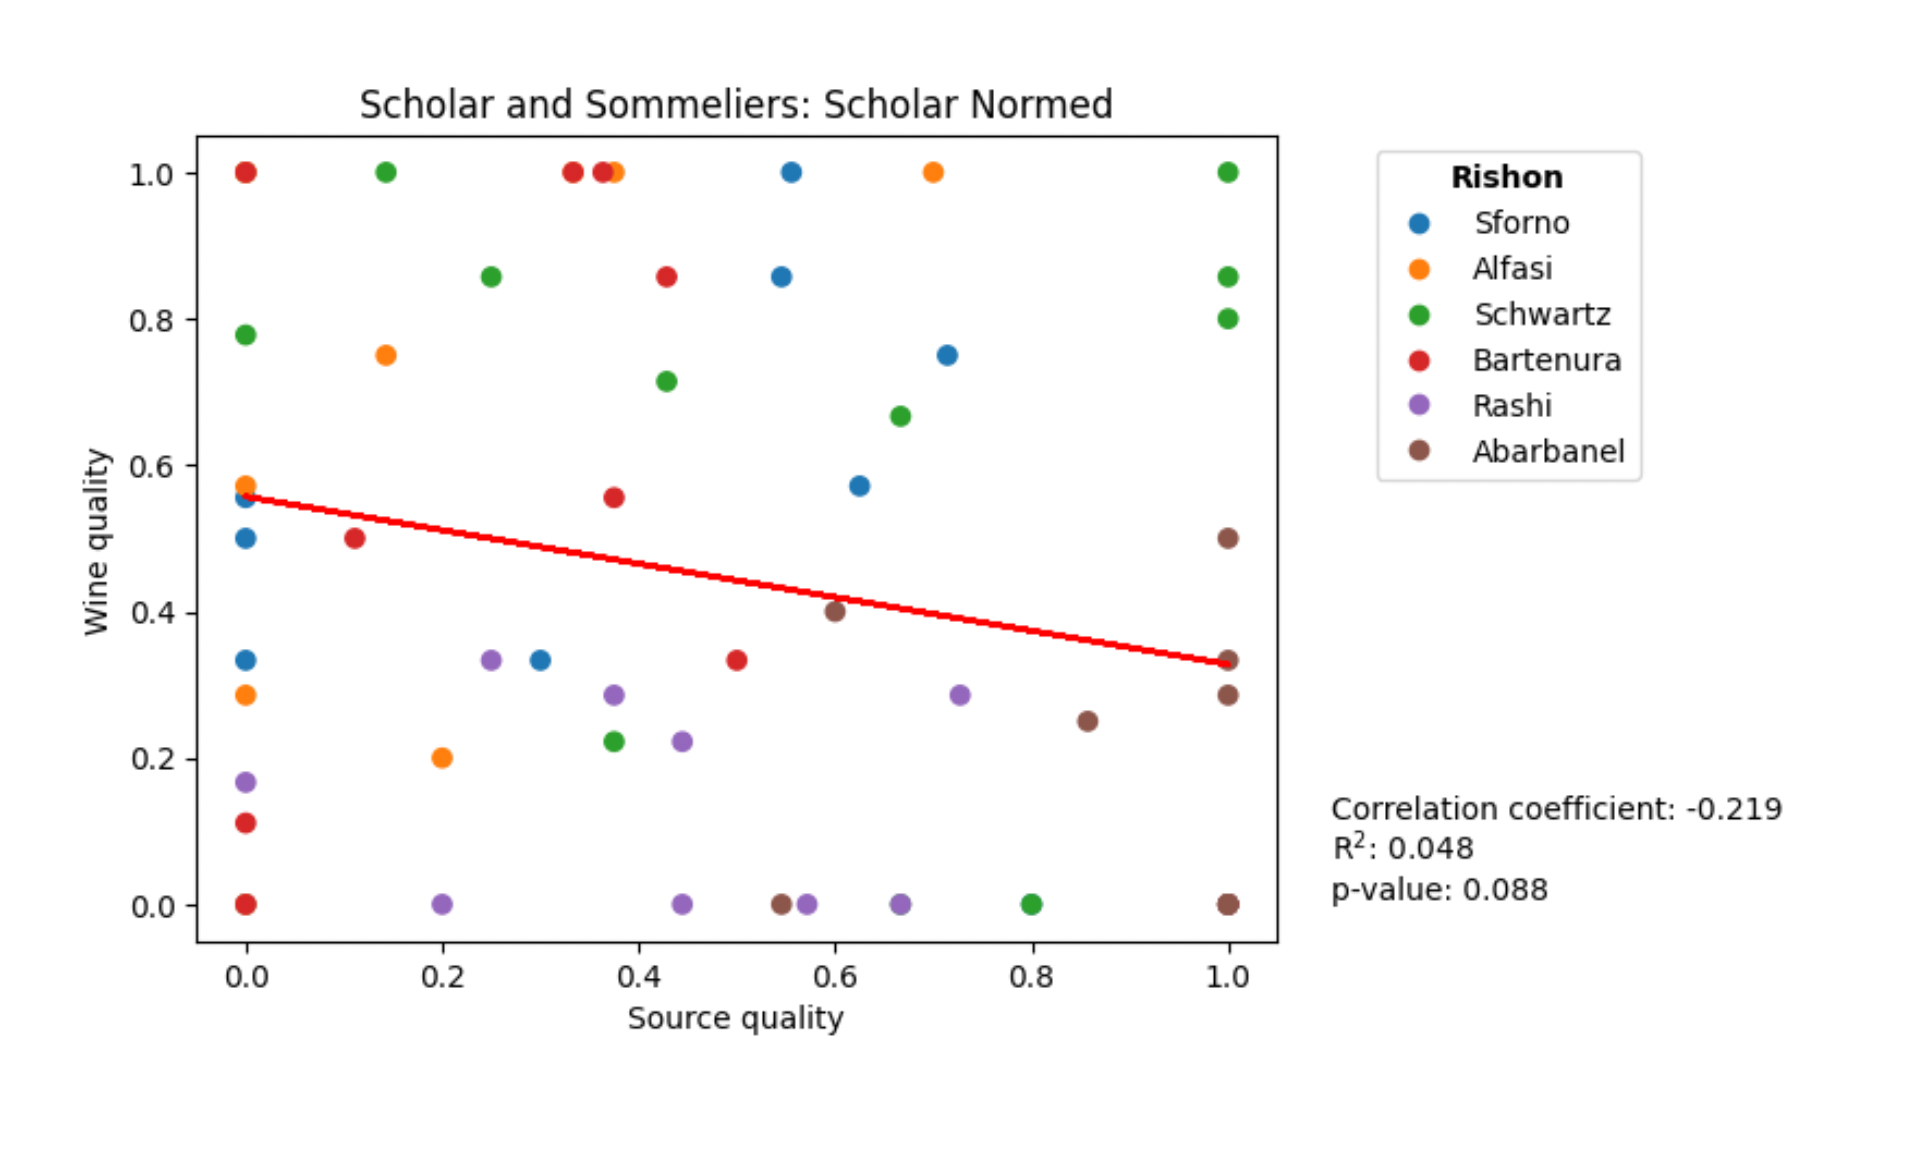 Scholar and Sommeliers: Scholar Normed
1.0
0.8
0.6
0.4
0.2
0.0
Wine quality
0.0 0.2 0.4 0.6 0.8 1.0
Source quality
Rishon
Sforno
Alfasi
Schwartz
Bartenura
Rashi
Abarbanel
Correlation coefficient: -0.219
R²: 0.048
p-value: 0.088